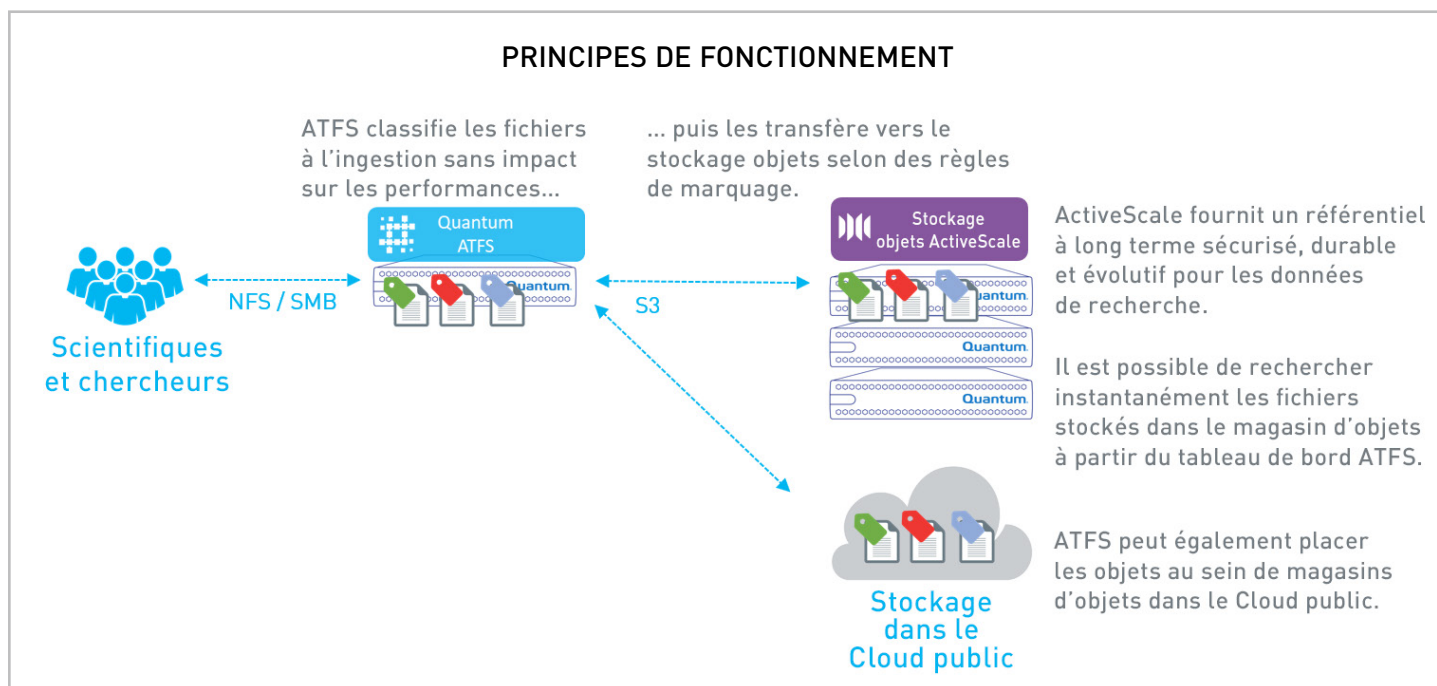 PRINCIPES DE FONCTIONNEMENT
ATFS classifie les fichiers
à l’ingestion sans impact
sur les performances...
... puis les transfère vers le
stockage objets selon des règles
de marquage.
Quantum
ATFS
Quantum.
NFS / SMB
Scientifiques
et chercheurs
S3
Stockage
objets ActiveScale
Quantum.
Quantum.
Quantum.
ActiveScale fournit un référentiel
à long terme sécurisé, durable
et évolutif pour les données
de recherche.
Il est possible de rechercher
instantanément les fichiers
stockés dans le magasin d’objets
à partir du tableau de bord ATFS.
Stockage
dans le
Cloud public
ATFS peut également placer
les objets au sein de magasins
d’objets dans le Cloud public.